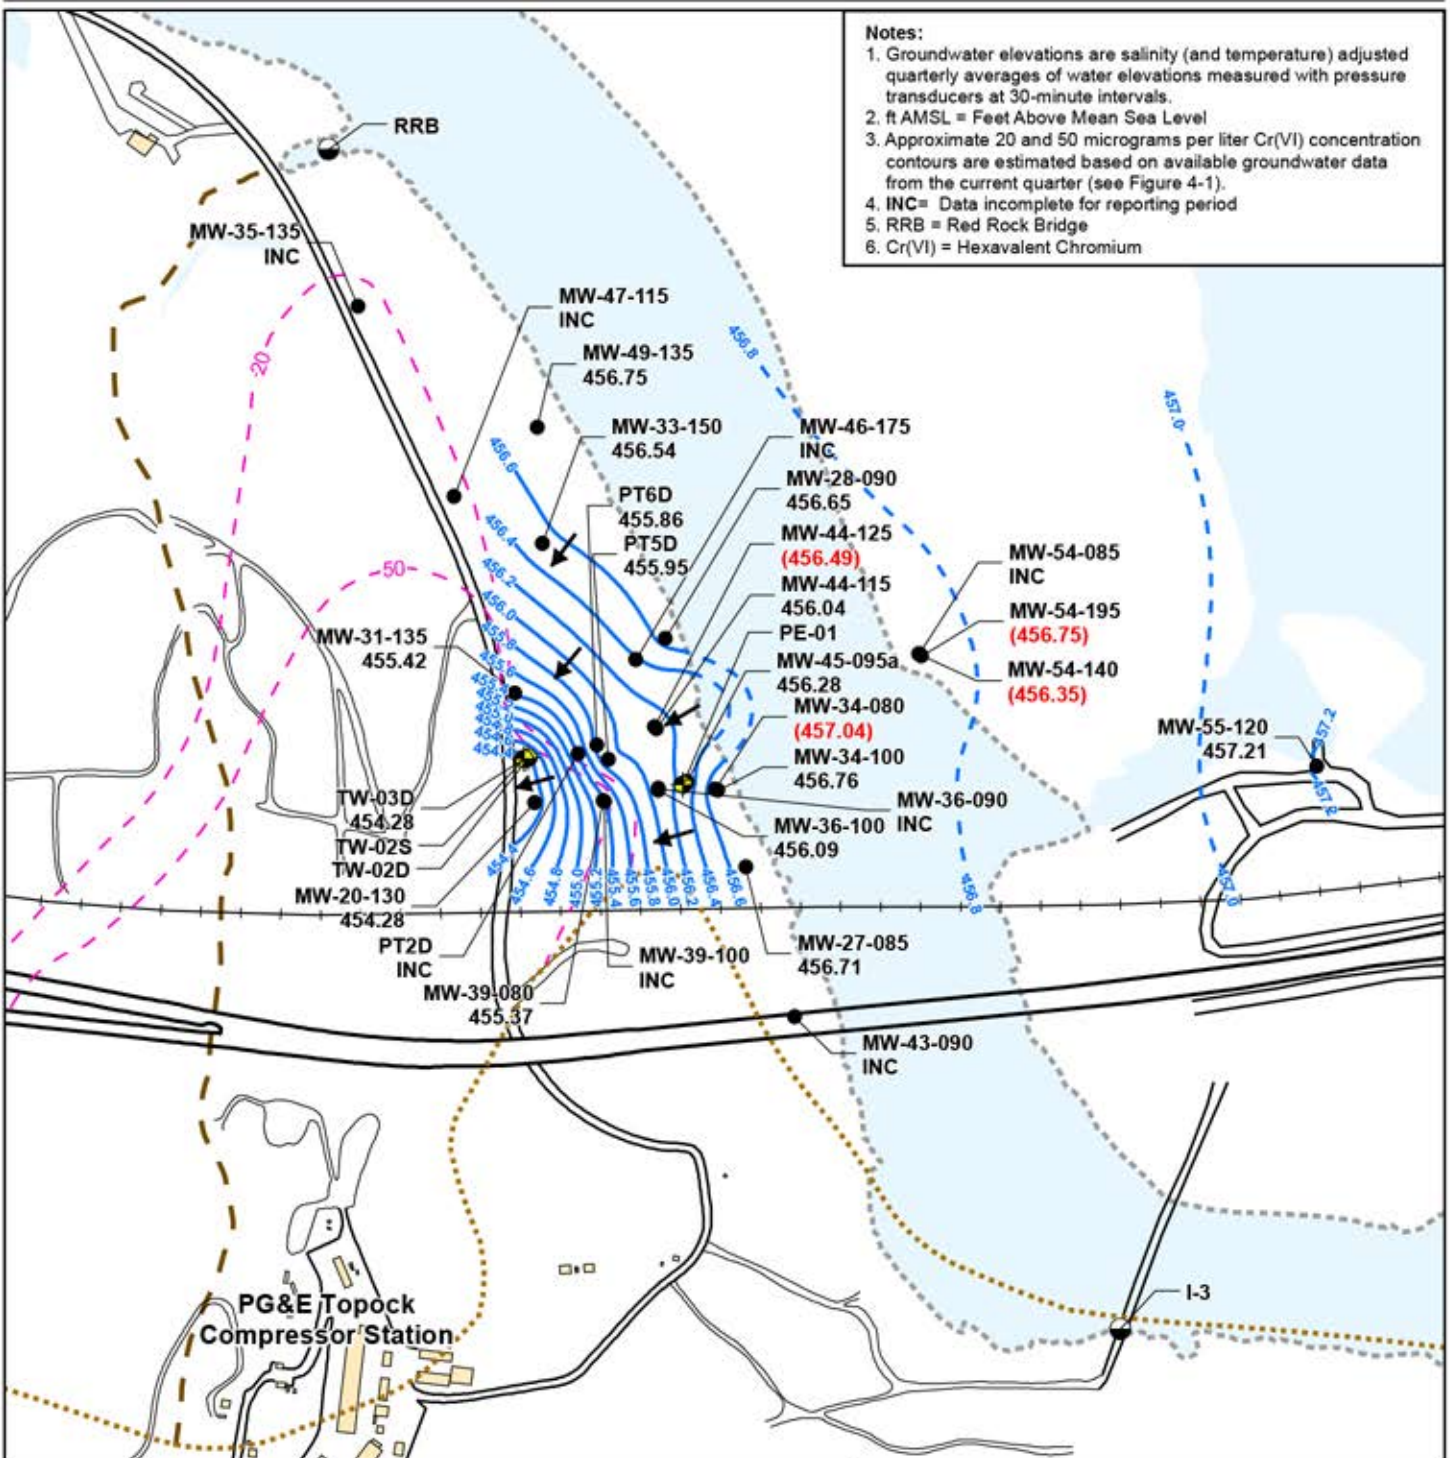 Notes:
1. Groundwater elevations are salinity (and temperature) adjusted
quarterly averages of water elevations measured with pressure
transducers at 30-minute intervals.
2. ft AMSL = Feet Above Mean Sea Level
3. Approximate 20 and 50 micrograms per liter Cr(VI) concentration
contours are estimated based on available groundwater data
from the current quarter (see Figure 4-1).
4. INC= Data incomplete for reporting period
5. RRB = Red Rock Bridge
6. Cr(VI) = Hexavalent Chromium
RRB
MW-35-135
INC
MW-47-115
INC
MW-49-135
456.75
MW-33-150
456.54
MW-46-175
INC
MW-28-090
456.65
PT6D
455.86
PT5D
455.95
MW-44-125
(456.49)
MW-44-115
456.04
PE-01
MW-45-095a
456.28
MW-34-080
(457.04)
MW-34-100
456.76
MW-36-090
INC
MW-36-100
456.09
MW-54-085
INC
MW-54-195
(456.75)
MW-54-140
(456.35)
MW-55-120
457.21
MW-31-135
455.42
TW-03D
454.28
TW-02S
TW-02D
MW-20-130
454.28
PT2D
INC
MW-39-080
455.37
MW-39-100
INC
MW-27-085
456.71
MW-43-090
INC
I-3
PG&E Topock
Compressor Station
20
50
456.8
457.0
456.6
456.4
456.2
456.0
455.8
455.6
454.4
457.2
457.2
454.4
454.6
454.8
455.0
455.2
455.4
455.6
455.8
456.0
456.2
456.4
456.6
456.8
457.0